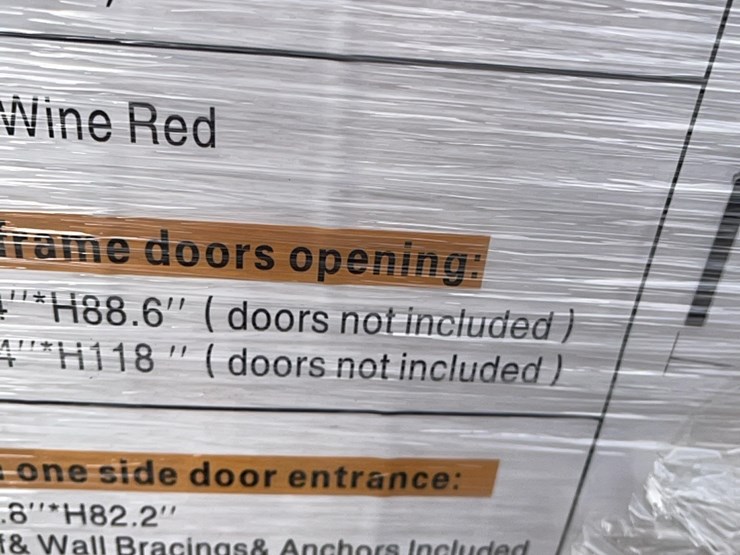 Wine Red
frame doors opening:
4''*H88.6'' ( doors not included )
4''*H118 '' ( doors not included )
one side door entrance:
.8''*H82.2''
& Wall Bracings& Anchors Included